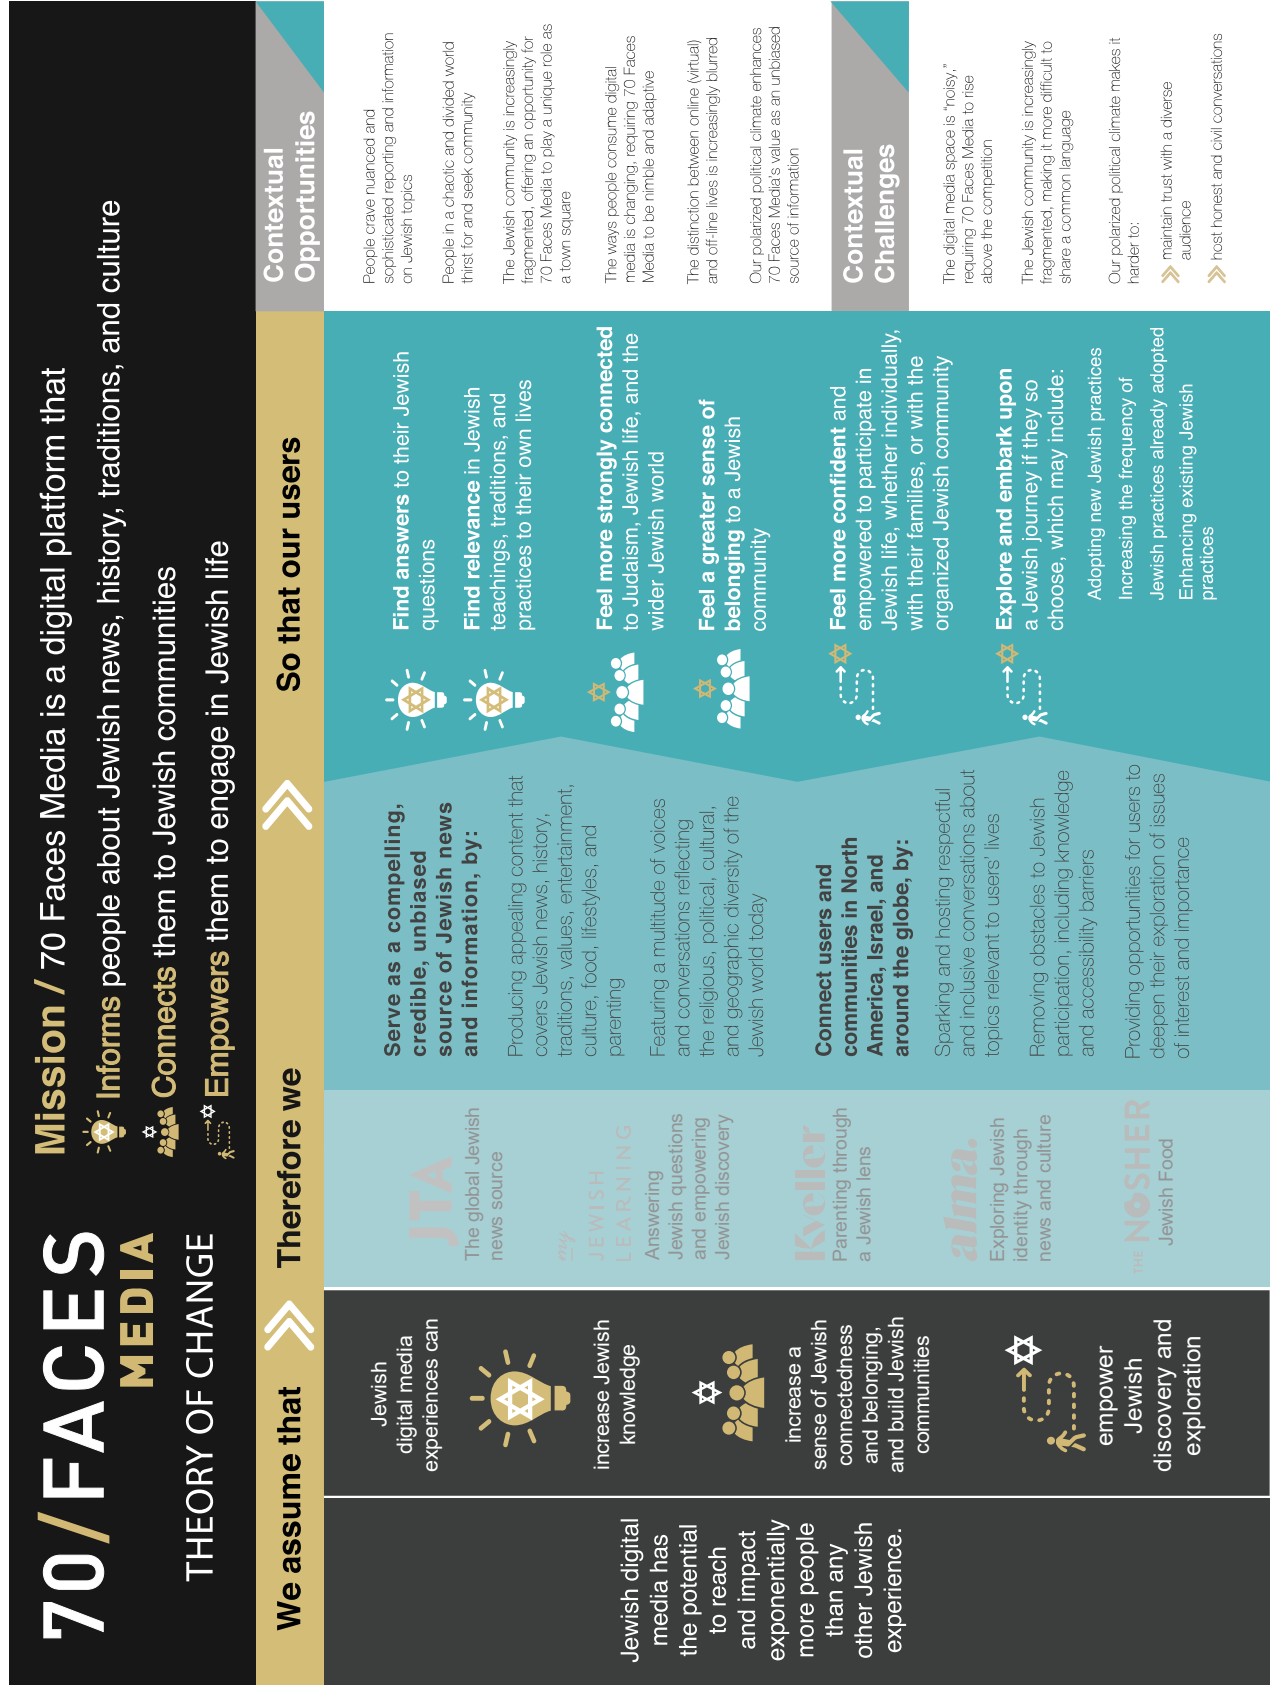 70/FACES
MEDIA
THEORY OF CHANGE
Mission / 70 Faces Media is a digital platform that
Informs people about Jewish news, history, traditions, and culture
Connects them to Jewish communities
Empowers them to engage in Jewish life
We assume that
Therefore we
So that our users
Jewish digital
media has
the potential
to reach
and impact
exponentially
more people
than any
other Jewish
experience.
Jewish
digital media
experiences can
increase Jewish
knowledge
increase a
sense of Jewish
connectedness
and belonging,
and build Jewish
communities
empower
Jewish
discovery and
exploration
JTA
The global Jewish
news source
my
JEWISH
LEARNING
Answering
Jewish questions
and empowering
Jewish discovery
Kveller
Parenting through
a Jewish lens
alma.
Exploring Jewish
identity through
news and culture
THE NOSHER
Jewish Food
Serve as a compelling,
credible, unbiased
source of Jewish news
and information, by:
Producing appealing content that
covers Jewish news, history,
traditions, values, entertainment,
culture, food, lifestyles, and
parenting
Featuring a multitude of voices
and conversations reflecting
the religious, political, cultural,
and geographic diversity of the
Jewish world today
Connect users and
communities in North
America, Israel, and
around the globe, by:
Sparking and hosting respectful
and inclusive conversations about
topics relevant to users' lives
Removing obstacles to Jewish
participation, including knowledge
and accessibility barriers
Providing opportunities for users to
deepen their exploration of issues
of interest and importance
Find answers to their Jewish
questions
Find relevance in Jewish
teachings, traditions, and
practices to their own lives
Feel more strongly connected
to Judaism, Jewish life, and the
wider Jewish world
Feel a greater sense of
belonging to a Jewish
community
Feel more confident and
empowered to participate in
Jewish life, whether individually,
with their families, or with the
organized Jewish community
Explore and embark upon
a Jewish journey if they so
choose, which may include:
Adopting new Jewish practices
Increasing the frequency of
Jewish practices already adopted
Enhancing existing Jewish
practices
Contextual
Opportunities
People crave nuanced and
sophisticated reporting and information
on Jewish topics
People in a chaotic and divided world
thirst for and seek community
The Jewish community is increasingly
fragmented, offering an opportunity for
70 Faces Media to play a unique role as
a town square
The ways people consume digital
media is changing, requiring 70 Faces
Media to be nimble and adaptive
The distinction between online (virtual)
and off-line lives is increasingly blurred
Our polarized political climate enhances
70 Faces Media's value as an unbiased
source of information
Contextual
Challenges
The digital media space is "noisy,"
requiring 70 Faces Media to rise
above the competition
The Jewish community is increasingly
fragmented, making it more difficult to
share a common language
Our polarized political climate makes it
harder to:
maintain trust with a diverse
audience
host honest and civil conversations